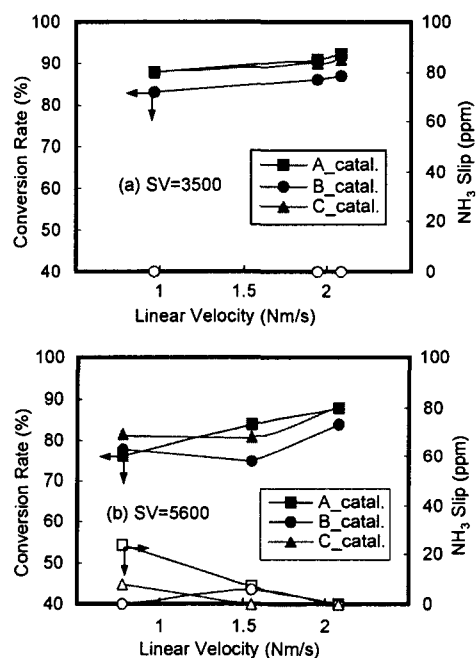 100
90
80
70
60
50
40
Conversion Rate (%)
(a) SV=3500
A_catal.
B_catal.
C_catal.
100
80
60
40
20
0
NH3 Slip (ppm)
1
1.5
2
Linear Velocity (Nm/s)
100
90
80
70
60
50
40
Conversion Rate (%)
(b) SV=5600
A_catal.
B_catal.
C_catal.
100
80
60
40
20
0
NH3 Slip (ppm)
1
1.5
2
Linear Velocity (Nm/s)